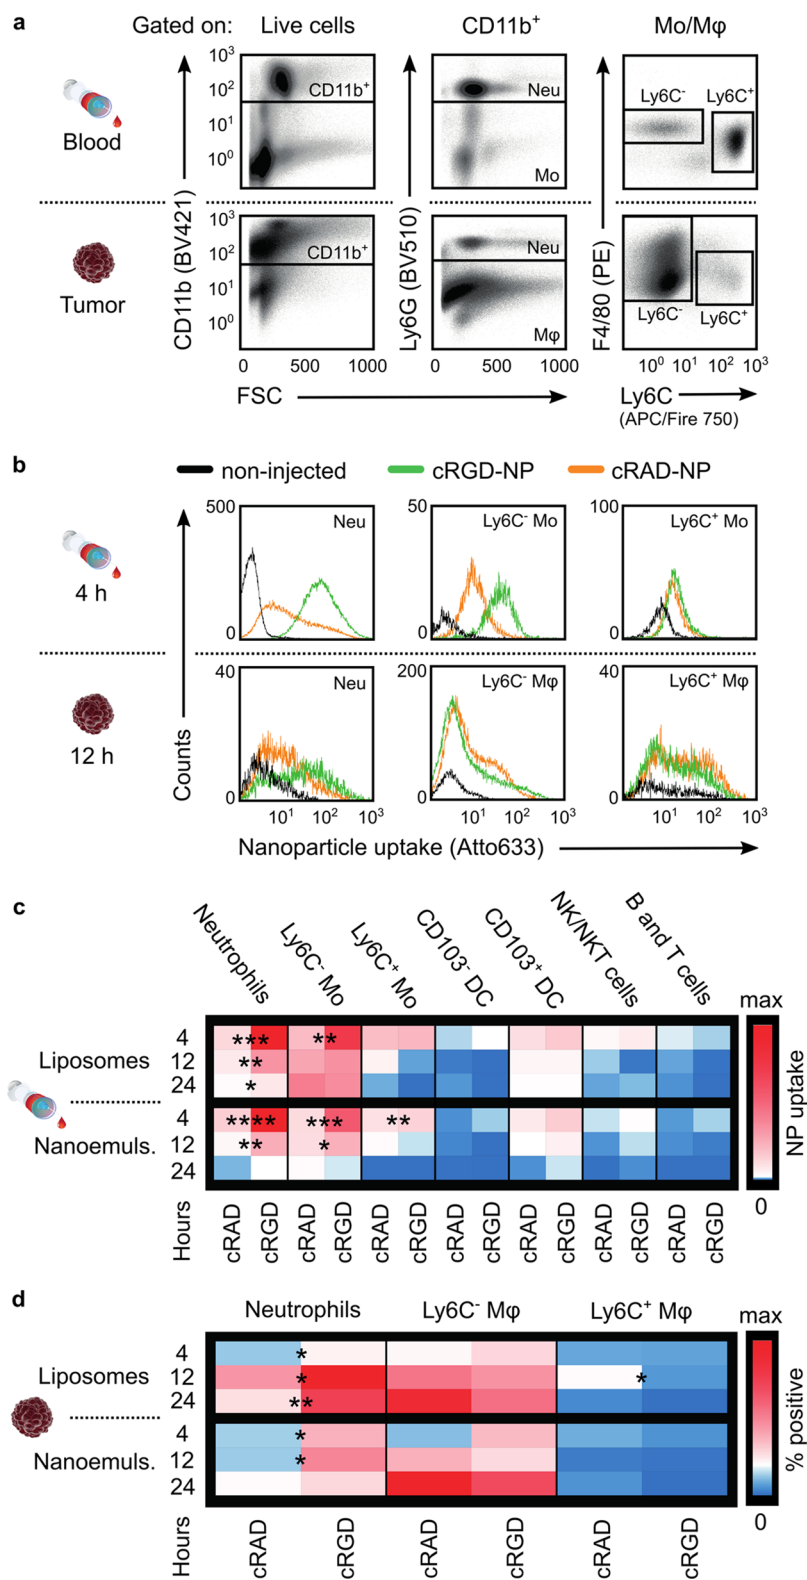 a
Gated on:
Live cells
CD11b⁺
Mo/Mφ
Blood
Tumor
CD11b (BV421)
10³
10²
10¹
10⁰
CD11b⁺
Ly6G (BV510)
Neu
Mo
F4/80 (PE)
Ly6C⁻
Ly6C⁺
10³
10²
10¹
10⁰
CD11b⁺
Neu
Mφ
Ly6C⁻
Ly6C⁺
0 500 1000
0 500 1000
10⁰ 10¹ 10² 10³
FSC
Ly6C
(APC/Fire 750)
b
non-injected
cRGD-NP
cRAD-NP
4 h
12 h
Counts
500
0
Neu
50
0
Ly6C⁻ Mo
100
0
Ly6C⁺ Mo
40
0
Neu
200
0
Ly6C⁻ Mφ
40
0
Ly6C⁺ Mφ
10¹ 10² 10³
10¹ 10² 10³
10¹ 10² 10³
Nanoparticle uptake (Atto633)
c
Neutrophils
Ly6C⁻ Mo
Ly6C⁺ Mo
CD103⁻ DC
CD103⁺ DC
NK/NKT cells
B and T cells
max
NP uptake
0
Liposomes
4 *** **
12 **
24 *
Nanoemuls.
4 **** *** **
12 ** *
24
Hours
cRAD cRGD cRAD cRGD cRAD cRGD cRAD cRGD cRAD cRGD cRAD cRGD cRAD cRGD
d
Neutrophils
Ly6C⁻ Mφ
Ly6C⁺ Mφ
max
% positive
0
Liposomes
4 *
12 * *
24 **
Nanoemuls.
4 *
12 *
24
Hours
cRAD cRGD cRAD cRGD cRAD cRGD